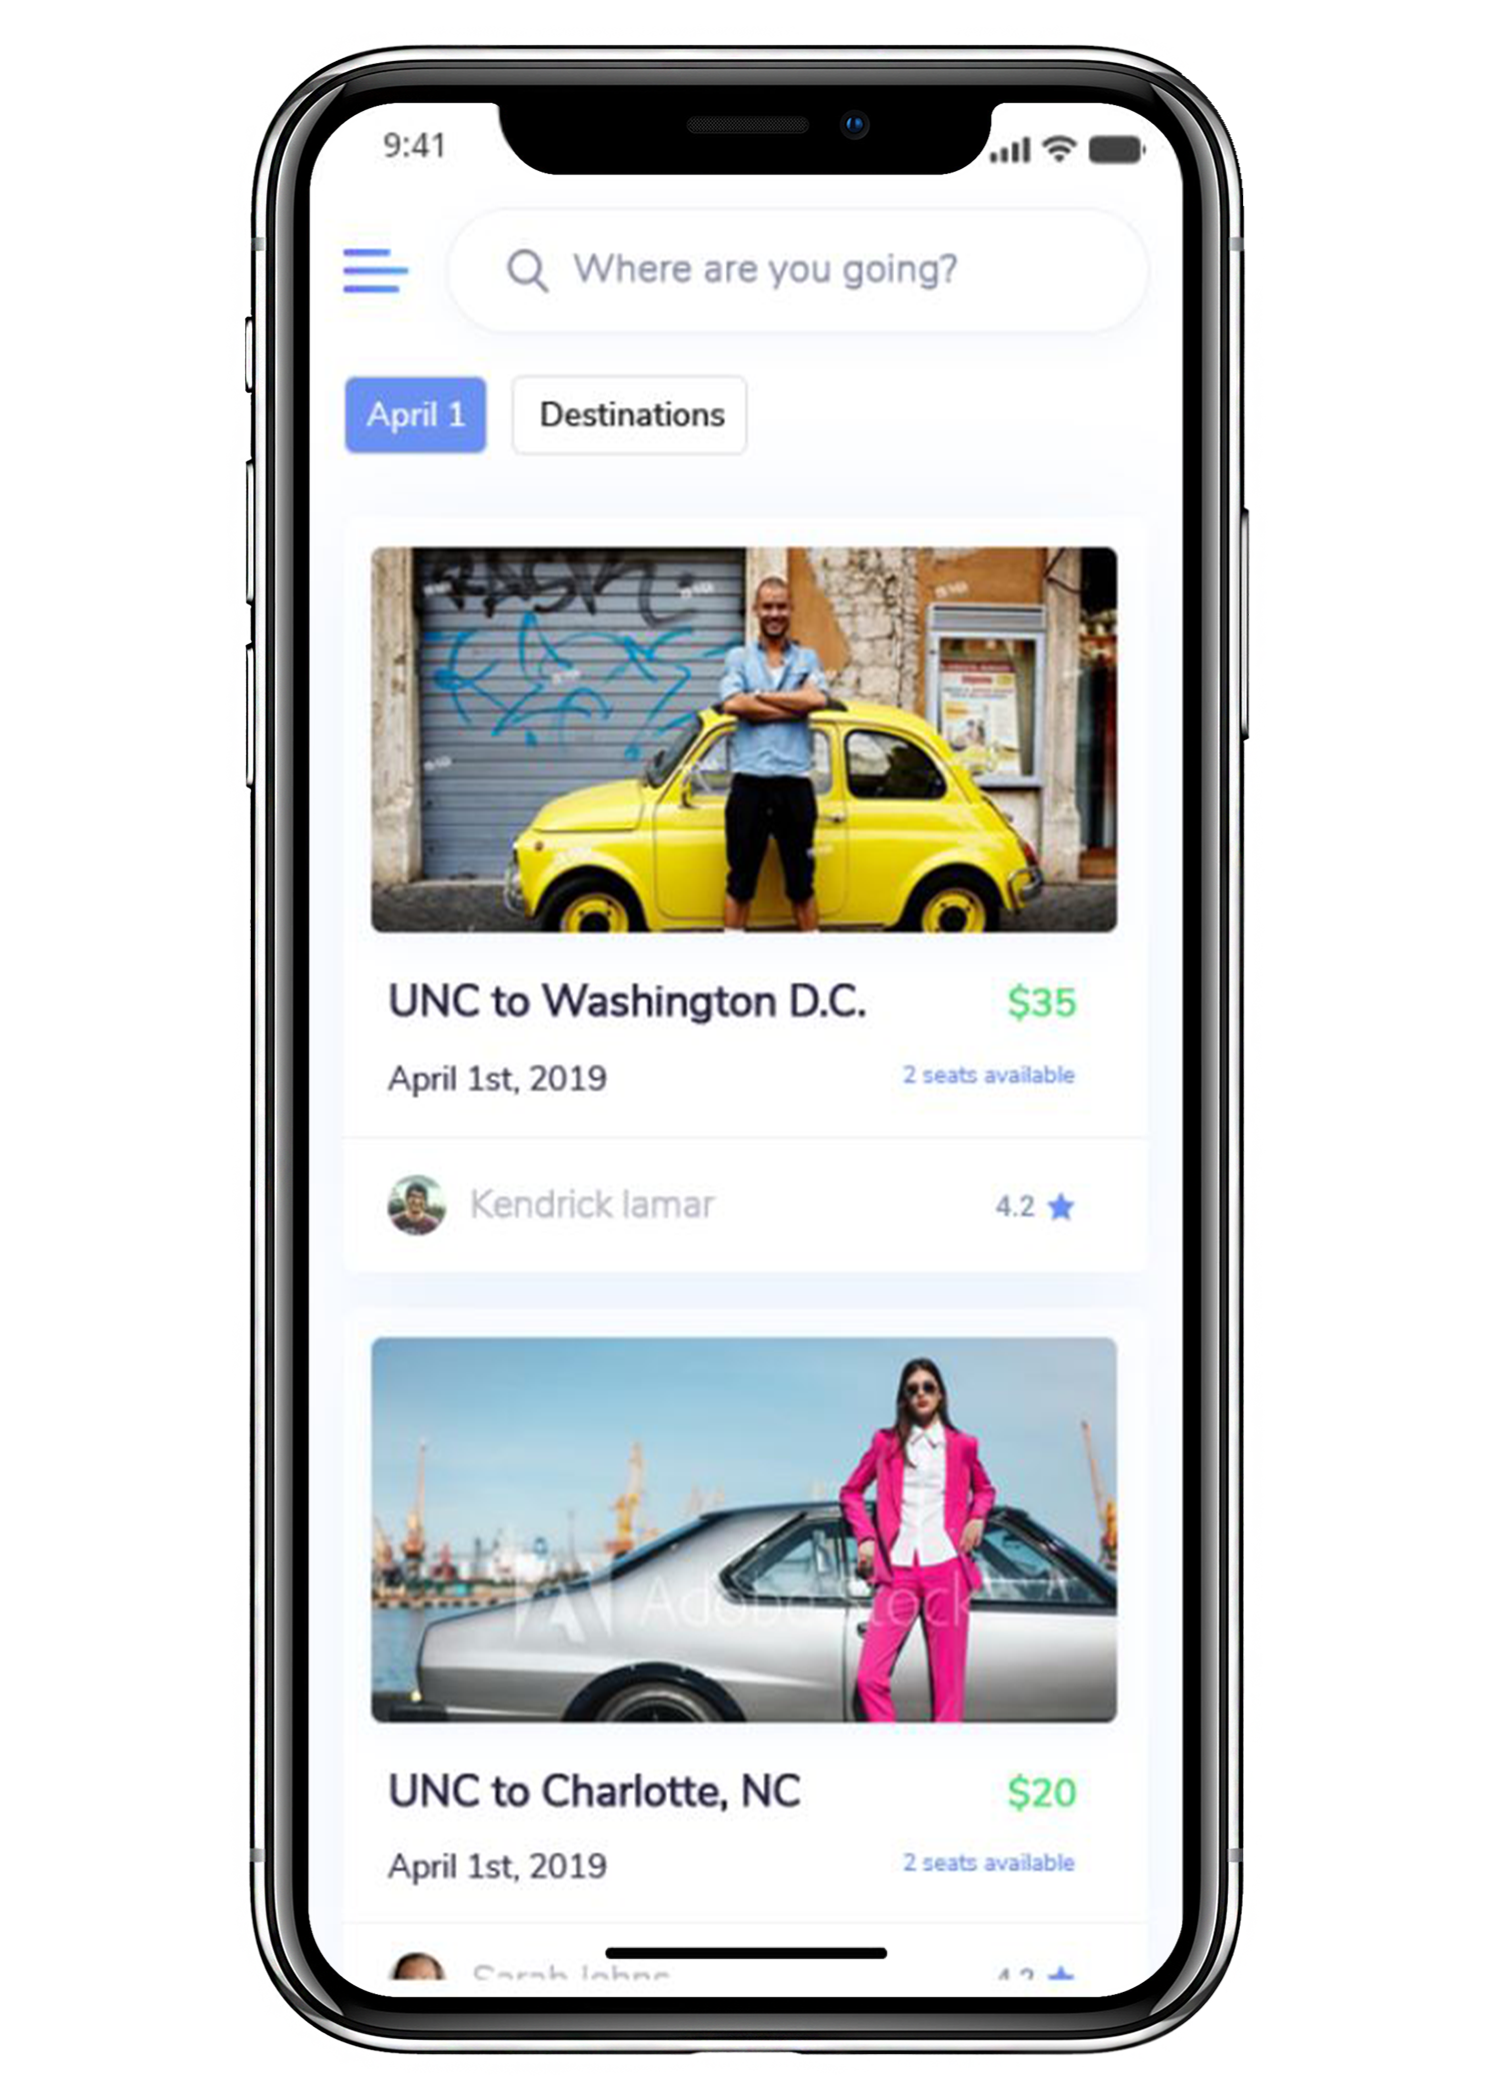 9:41
Where are you going?
April 1
Destinations
UNC to Washington D.C.
$35
April 1st, 2019
2 seats available
Kendrick lamar
4.2
Adobe Stock
UNC to Charlotte, NC
$20
April 1st, 2019
2 seats available
Sarah Johns
4.2